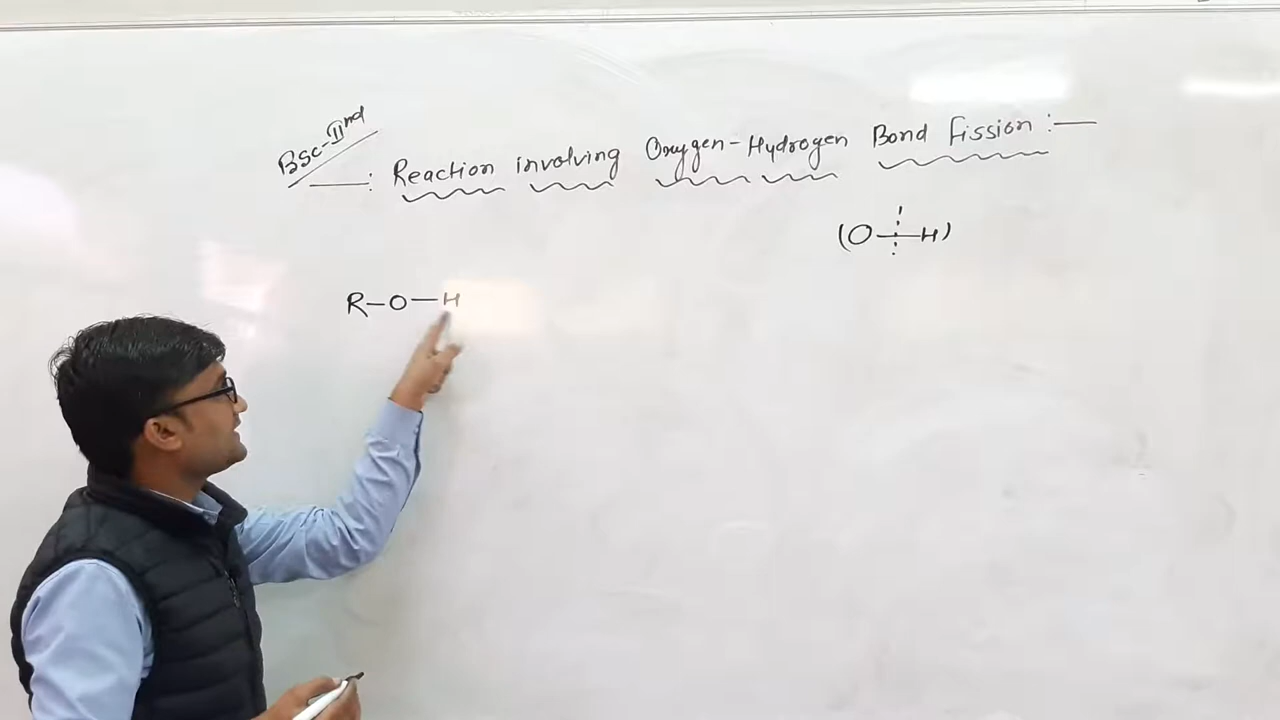 BSc-IInd
—: Reaction involving Oxygen-Hydrogen Bond fission :—
(O—H)
R-O-H